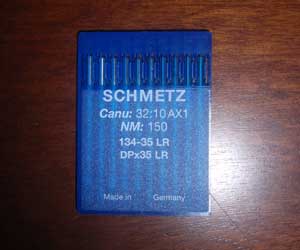 SCHMETZ
Canu: 32:10 AX1
NM: 150
134-35 LR
DPx35 LR
Made in Germany